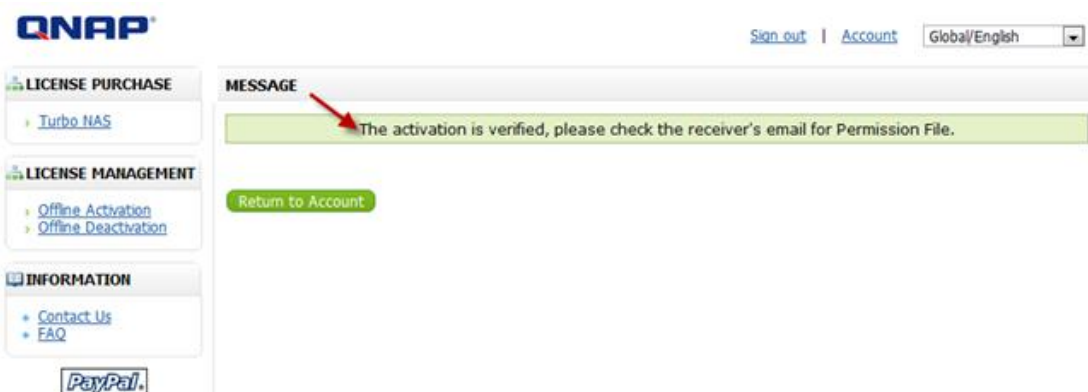 QNAP
Sign out | Account Global/English
LICENSE PURCHASE
Turbo NAS
LICENSE MANAGEMENT
Offline Activation
Offline Deactivation
INFORMATION
Contact Us
FAQ
PayPal.
MESSAGE
The activation is verified, please check the receiver's email for Permission File.
Return to Account